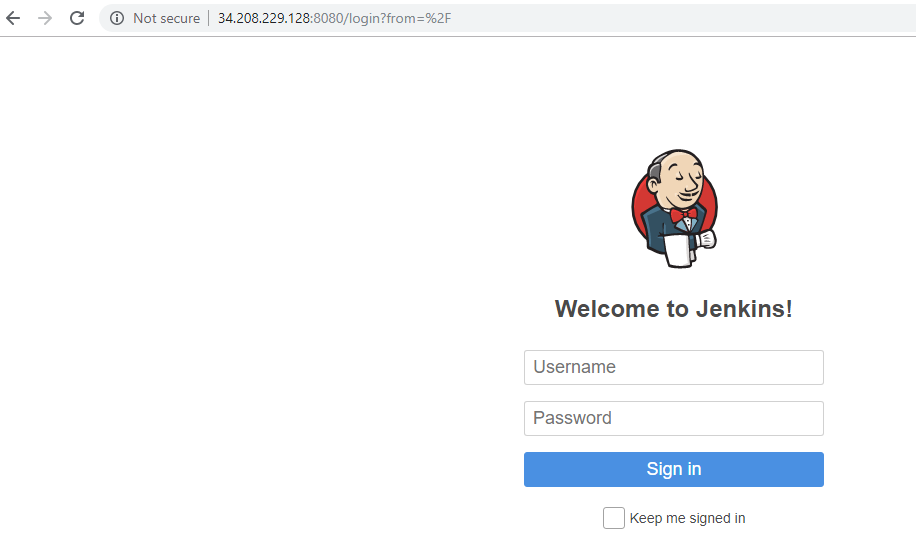 Not secure 34.208.229.128:8080/login?from=%2F
Welcome to Jenkins!
Username
Password
Sign in
Keep me signed in